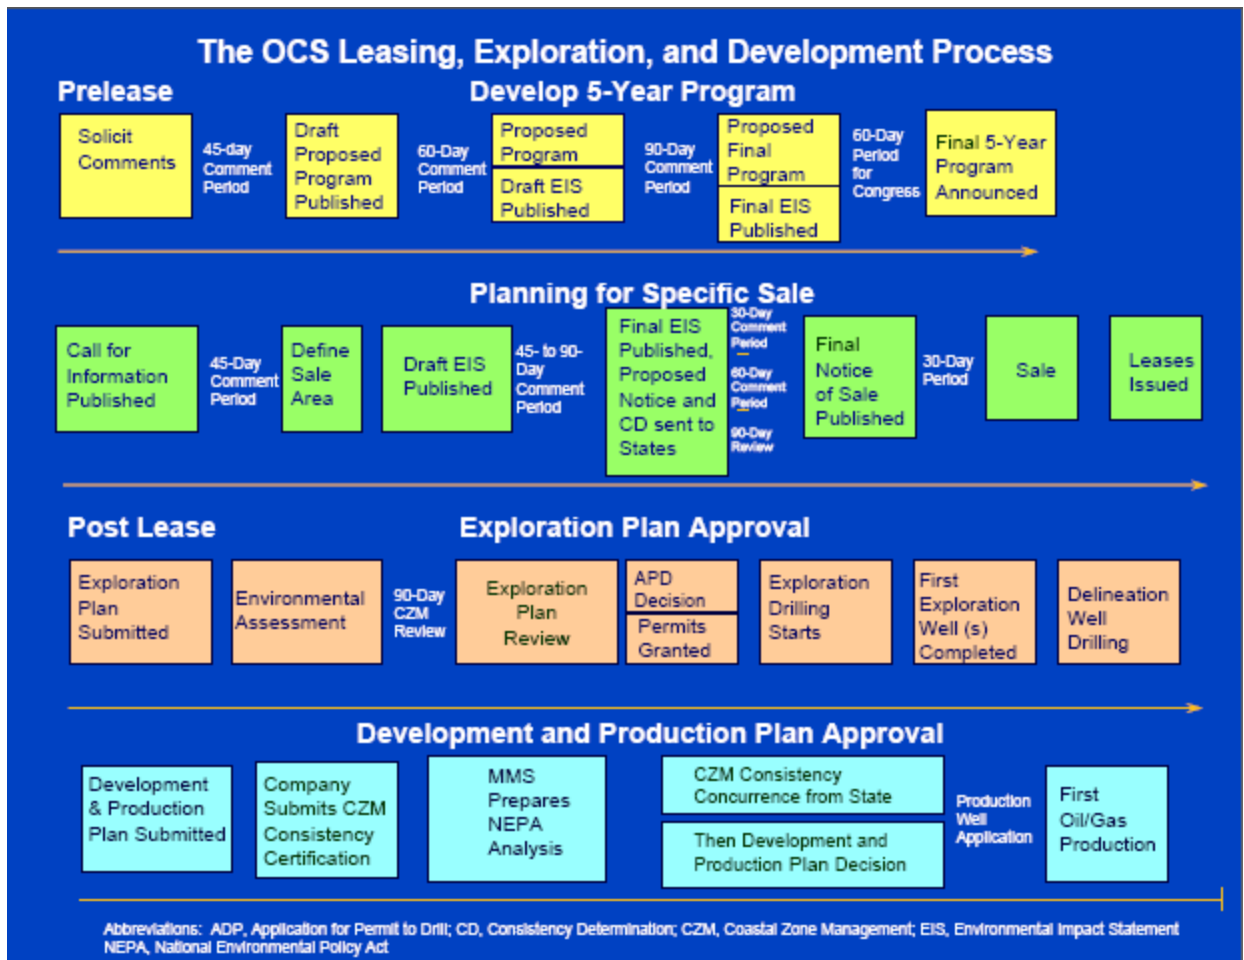 The OCS Leasing, Exploration, and Development Process
Prelease
Develop 5-Year Program
Solicit
Comments
45-day
Comment
Period
Draft
Proposed
Program
Published
60-Day
Comment
Period
Proposed
Program
Draft EIS
Published
90-Day
Comment
Period
Proposed
Final
Program
Final EIS
Published
60-Day
Period
for
Congress
Final 5-Year
Program
Announced
Planning for Specific Sale
Call for
Information
Published
45-Day
Comment
Period
Define
Sale
Area
Draft EIS
Published
45- to 90-
Day
Comment
Period
Final EIS
Published,
Proposed
Notice and
CD sent to
States
30-Day
Comment
Period
60-Day
Comment
Period
90-Day
Review
Final
Notice
of Sale
Published
30-Day
Period
Sale
Leases
Issued
Post Lease
Exploration Plan Approval
Exploration
Plan
Submitted
Environmental
Assessment
90-Day
CZM
Review
Exploration
Plan
Review
APD
Decision
Permits
Granted
Exploration
Drilling
Starts
First
Exploration
Well (s)
Completed
Delineation
Well
Drilling
Development and Production Plan Approval
Development
& Production
Plan Submitted
Company
Submits CZM
Consistency
Certification
MMS
Prepares
NEPA
Analysis
CZM Consistency
Concurrence from State
Then Development and
Production Plan Decision
Production
Well
Application
First
Oil/Gas
Production
Abbreviations: ADP, Application for Permit to Drill; CD, Consistency Determination; CZM, Coastal Zone Management; EIS, Environmental Impact Statement
NEPA, National Environmental Policy Act